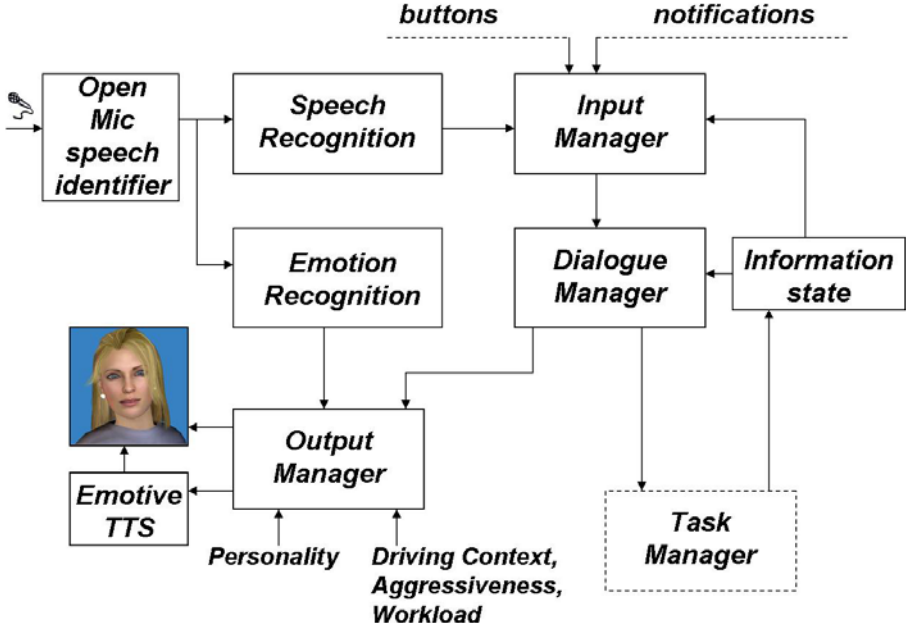 buttons
notifications
Open
Mic
speech
identifier
Speech
Recognition
Input
Manager
Emotion
Recognition
Dialogue
Manager
Information
state
Output
Manager
Emotive
TTS
Task
Manager
Personality
Driving Context,
Aggressiveness,
Workload